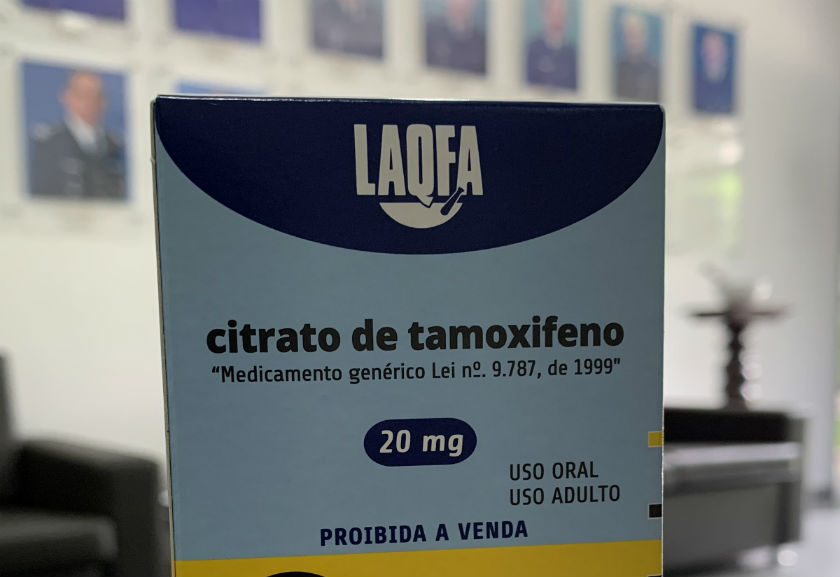 LAQFA
citrato de tamoxifeno
“Medicamento genérico Lei nº. 9.787, de 1999”
20 mg
USO ORAL
USO ADULTO
PROIBIDA A VENDA